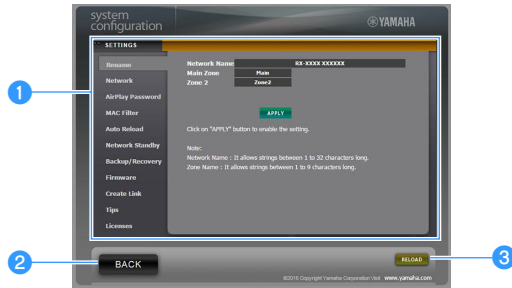 system
configuration
YAMAHA
SETTINGS
Rename
Network
AirPlay Password
MAC Filter
Auto Reload
Network Standby
Backup/Recovery
Firmware
Create Link
Tips
Licenses
Network Name RX-XXXX XXXXXX
Main Zone Main
Zone 2 Zone2
APPLY
Click on "APPLY" button to enable the setting.
Note:
Network Name : It allows strings between 1 to 32 characters long.
Zone Name : It allows strings between 1 to 9 characters long.
1
2
BACK
RELOAD
3
©2016 Copyright Yamaha Corporation Visit www.yamaha.com